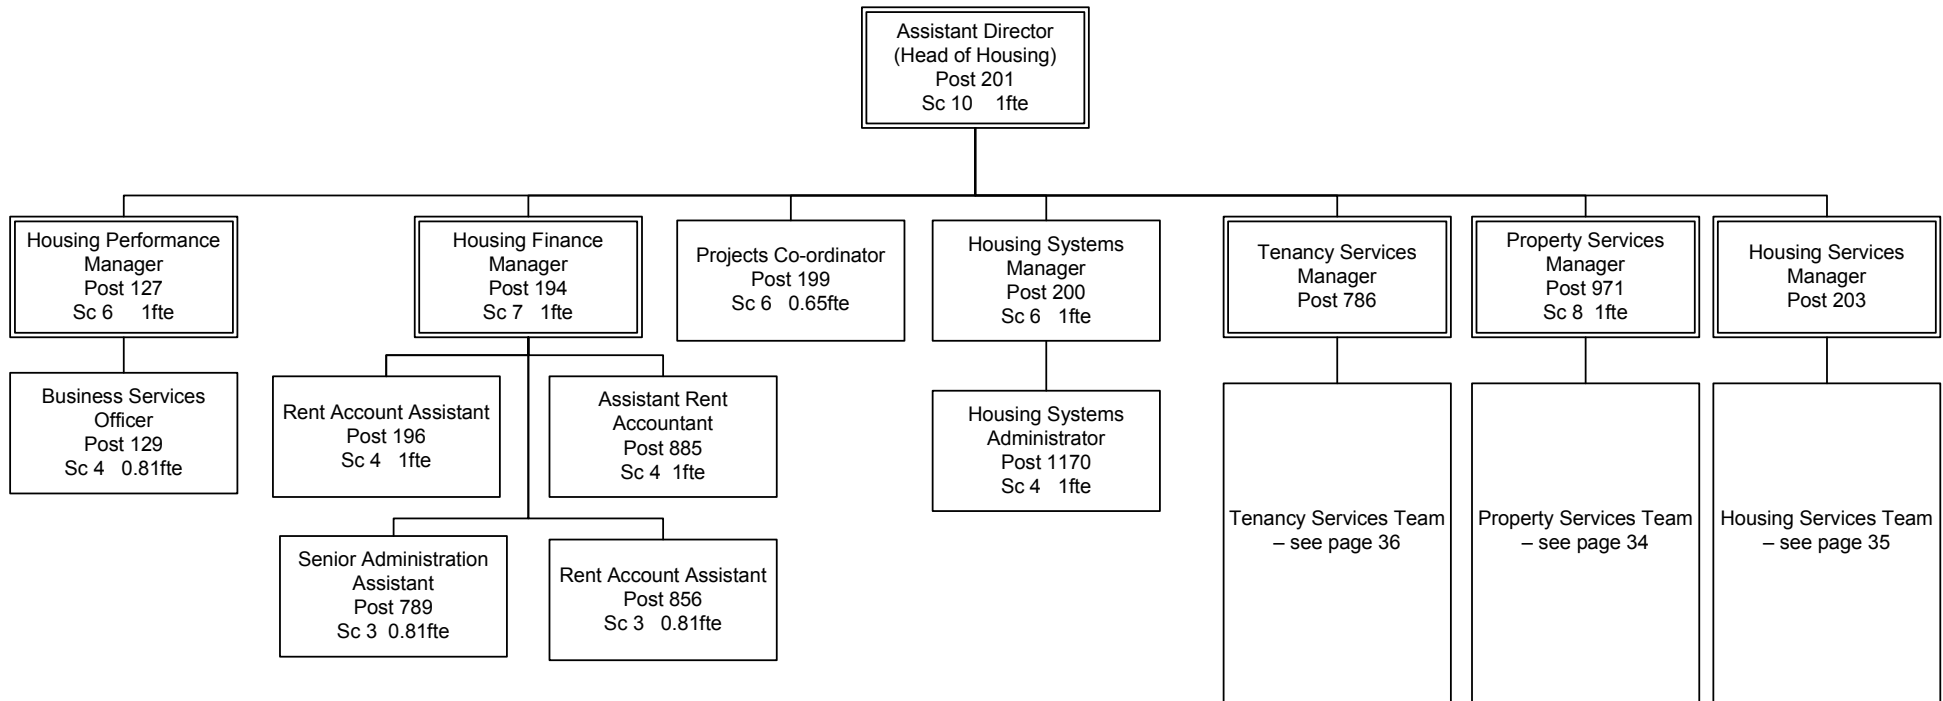 Assistant Director
(Head of Housing)
Post 201
Sc 10 1fte
Housing Performance
Manager
Post 127
Sc 6 1fte
Housing Finance
Manager
Post 194
Sc 7 1fte
Projects Co-ordinator
Post 199
Sc 6 0.65fte
Housing Systems
Manager
Post 200
Sc 6 1fte
Tenancy Services
Manager
Post 786
Property Services
Manager
Post 971
Sc 8 1fte
Housing Services
Manager
Post 203
Business Services
Officer
Post 129
Sc 4 0.81fte
Rent Account Assistant
Post 196
Sc 4 1fte
Assistant Rent
Accountant
Post 885
Sc 4 1fte
Housing Systems
Administrator
Post 1170
Sc 4 1fte
Senior Administration
Assistant
Post 789
Sc 3 0.81fte
Rent Account Assistant
Post 856
Sc 3 0.81fte
Tenancy Services Team
– see page 36
Property Services Team
– see page 34
Housing Services Team
– see page 35